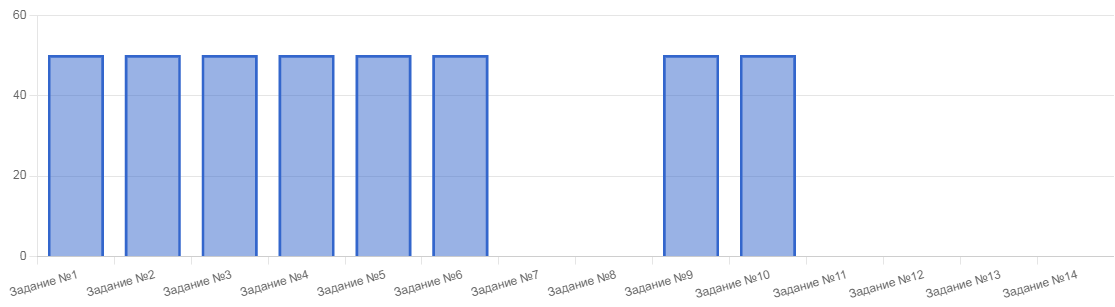 60
40
20
0
Задание №1
Задание №2
Задание №3
Задание №4
Задание №5
Задание №6
Задание №7
Задание №8
Задание №9
Задание №10
Задание №11
Задание №12
Задание №13
Задание №14